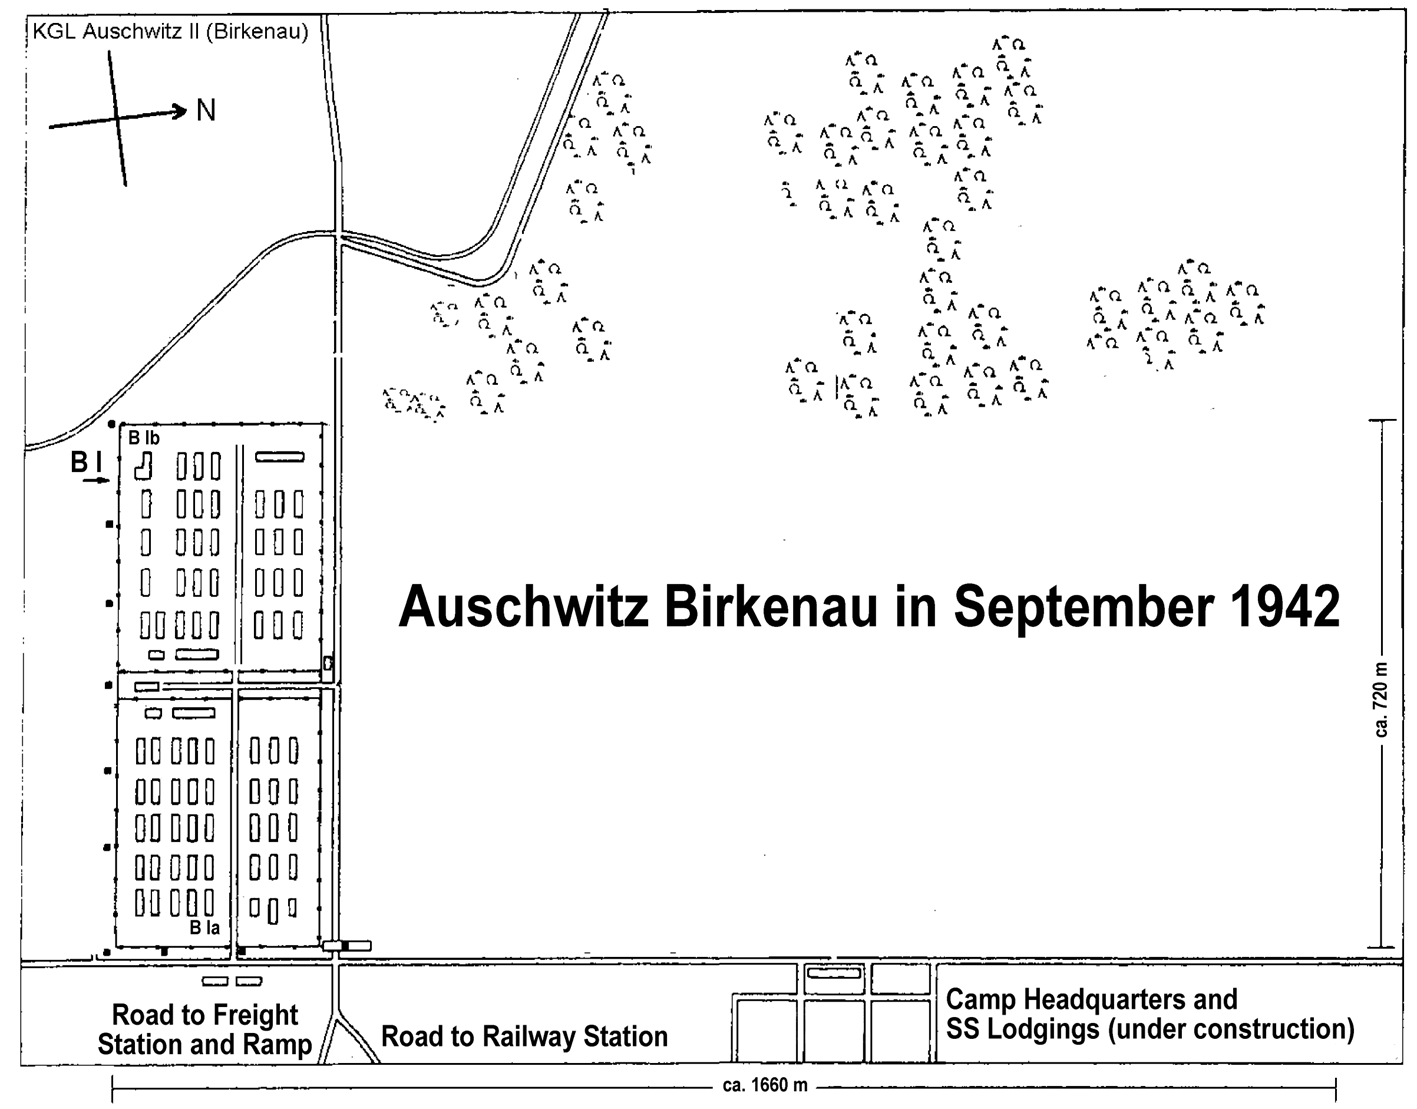 KGL Auschwitz II (Birkenau)
N
B Ib
B I
Auschwitz Birkenau in September 1942
ca. 720 m
B Ia
Road to Freight
Station and Ramp
Road to Railway Station
Camp Headquarters and
SS Lodgings (under construction)
ca. 1660 m